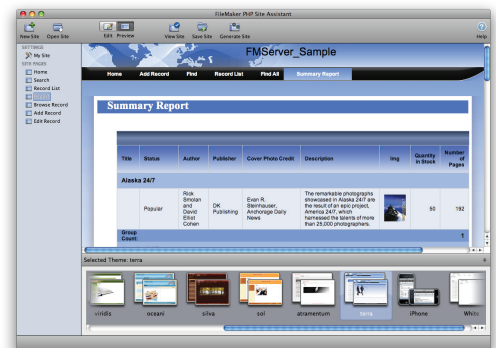 FileMaker PHP Site Assistant
New Site Open Site Edit Preview View Site Save Site Generate Site Help
SETTINGS
My Site
SITE PAGES
Home
Search
Record List
Browse Record
Add Record
Edit Record
FMServer_Sample
Home Add Record Find Record List Find All Summary Report
Summary Report
Title Status Author Publisher Cover Photo Credit Description Img Quantity in Stock Number of Pages
Alaska 24/7
Popular
Rick
Smolan
and
David
Elliot
Cohen
DK
Publishing
Evan R.
Steinhauser,
Anchorage Daily
News
The remarkable photographs
showcased in Alaska 24/7 are
the result of an epic project,
America 24/7, which
harnessed the talents of more
than 25,000 photographers.
50
192
Group
Count:
1
Selected Theme: terra
viridis oceani silva sol atramentum terra iPhone White